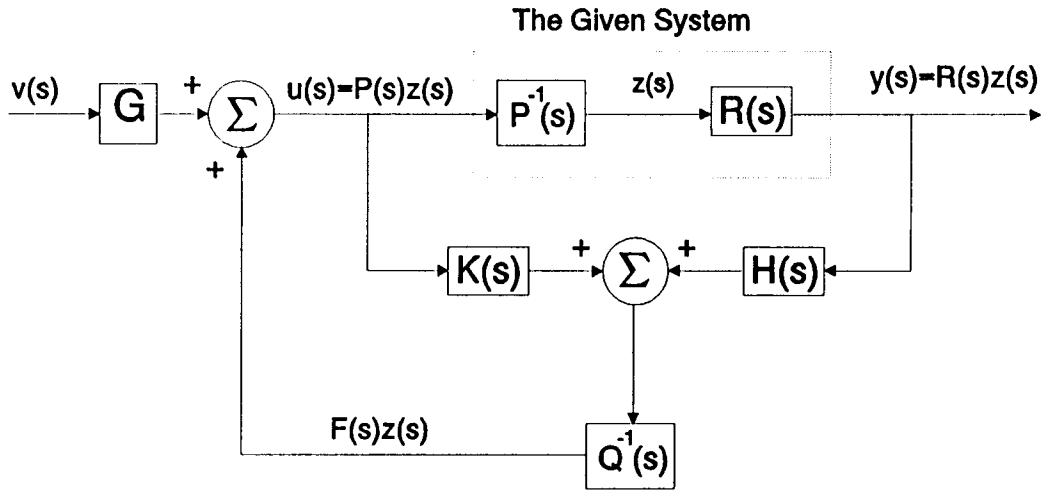 The Given System
v(s)
G
+
+
Σ
u(s)=P(s)z(s)
P⁻¹(s)
z(s)
R(s)
y(s)=R(s)z(s)
K(s)
+
Σ
+
H(s)
F(s)z(s)
Q⁻¹(s)